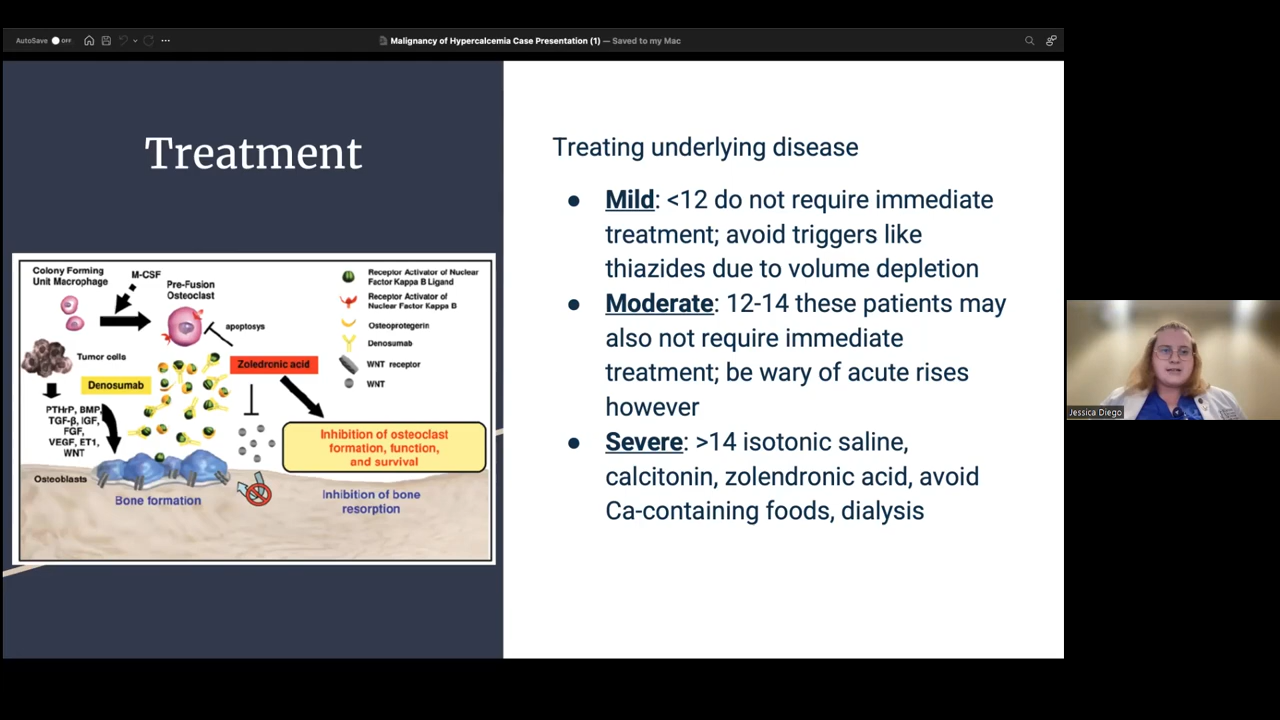 AutoSave OFF
Malignancy of Hypercalcemia Case Presentation (1) — Saved to my Mac
Treatment
Colony Forming
Unit Macrophage
M-CSF
Pre-Fusion
Osteoclast
apoptosys
Tumor cells
Denosumab
Zoledronic acid
PTHrP, BMP,
TGF-β, IGF,
FGF,
VEGF, ET1,
WNT
Osteoblasts
Bone formation
Receptor Activator of Nuclear
Factor Kappa B Ligand
Receptor Activator of
Nuclear Factor Kappa B
Osteoprotegerin
Denosumab
WNT receptor
WNT
Inhibition of osteoclast
formation, function,
and survival
Inhibition of bone
resorption
Treating underlying disease
● Mild: <12 do not require immediate
treatment; avoid triggers like
thiazides due to volume depletion
● Moderate: 12-14 these patients may
also not require immediate
treatment; be wary of acute rises
however
● Severe: >14 isotonic saline,
calcitonin, zolendronic acid, avoid
Ca-containing foods, dialysis
Jessica Diego